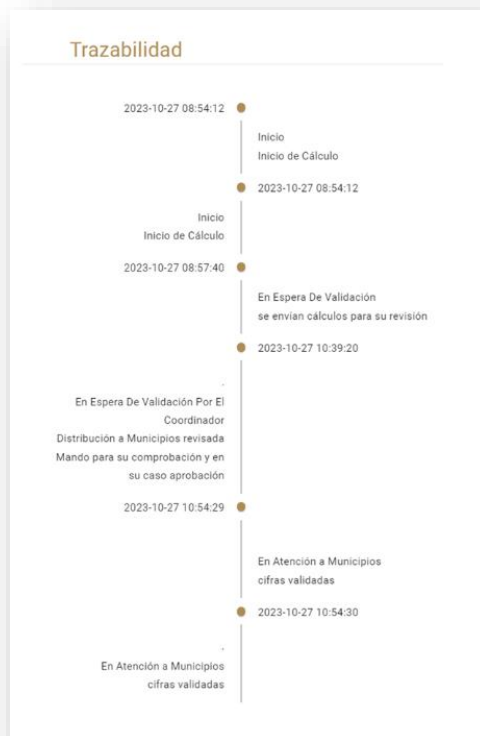 Trazabilidad
2023-10-27 08:54:12
Inicio
Inicio de Cálculo
2023-10-27 08:54:12
Inicio
Inicio de Cálculo
2023-10-27 08:57:40
En Espera De Validación
se envían cálculos para su revisión
2023-10-27 10:39:20
.
En Espera De Validación Por El
Coordinador
Distribución a Municipios revisada
Mando para su comprobación y en
su caso aprobación
2023-10-27 10:54:29
En Atención a Municipios
cifras validadas
2023-10-27 10:54:30
.
En Atención a Municipios
cifras validadas